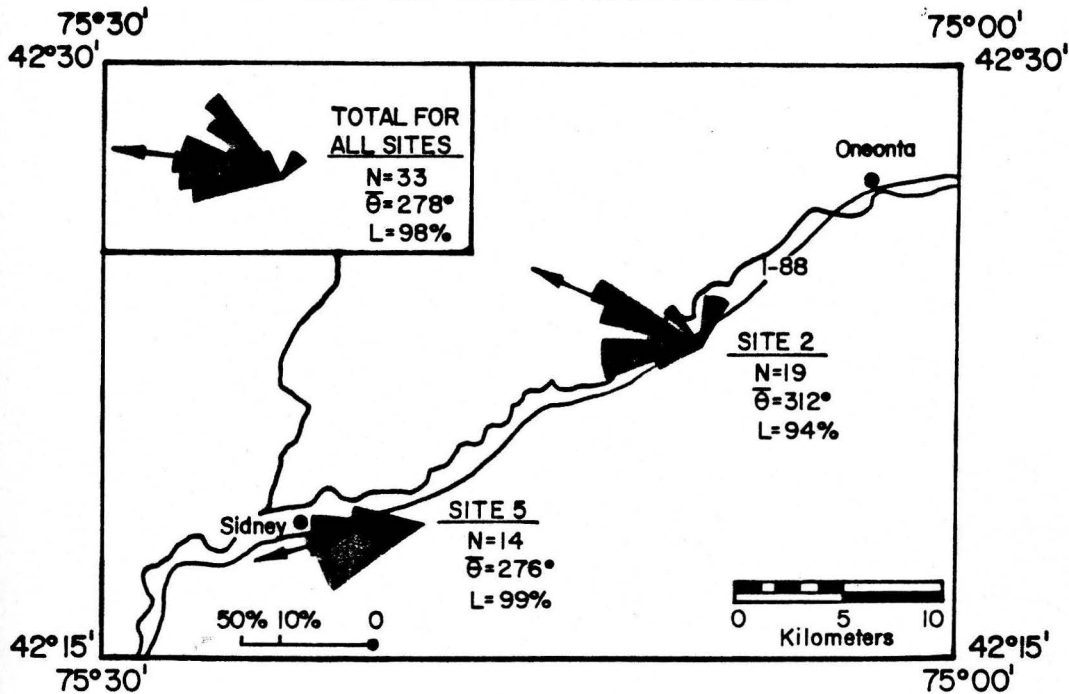 75°30'
75°00'
42°30'
42°30'
TOTAL FOR
ALL SITES
N=33
θ̅=278°
L=98%
Oneonta
I-88
SITE 2
N=19
θ̅=312°
L=94%
SITE 5
N=14
θ̅=276°
L=99%
Sidney
50% 10% 0
0 5 10
Kilometers
42°15'
42°15'
75°30'
75°00'